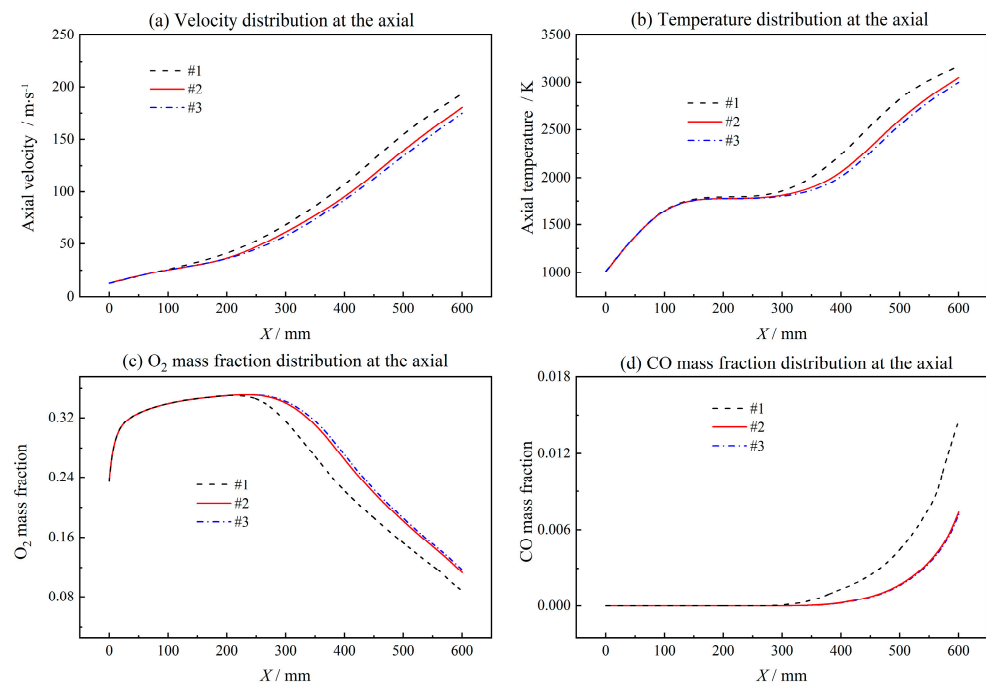 (a) Velocity distribution at the axial
250
200
150
100
50
0
Axial velocity / m·s⁻¹
#1
#2
#3
0 100 200 300 400 500 600
X / mm
(b) Temperature distribution at the axial
3500
3000
2500
2000
1500
1000
Axial temperature / K
#1
#2
#3
0 100 200 300 400 500 600
X / mm
(c) O₂ mass fraction distribution at the axial
0.32
0.24
0.16
0.08
O₂ mass fraction
#1
#2
#3
0 100 200 300 400 500 600
X / mm
(d) CO mass fraction distribution at the axial
0.018
0.012
0.006
0.000
CO mass fraction
#1
#2
#3
0 100 200 300 400 500 600
X / mm